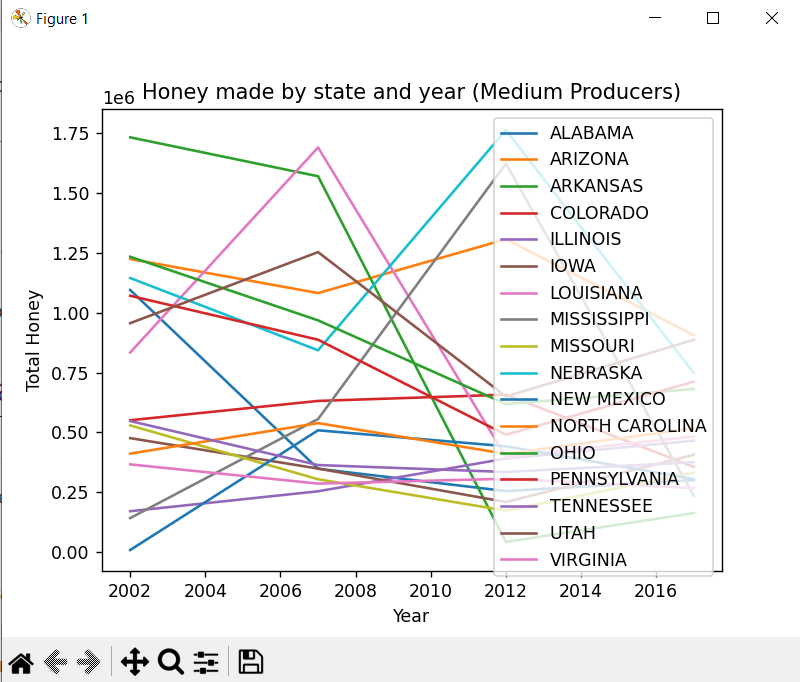 Figure 1
Honey made by state and year (Medium Producers)
1e6
1.75
1.50
1.25
1.00
0.75
0.50
0.25
0.00
Total Honey
2002 2004 2006 2008 2010 2012 2014 2016
Year
ALABAMA
ARIZONA
ARKANSAS
COLORADO
ILLINOIS
IOWA
LOUISIANA
MISSISSIPPI
MISSOURI
NEBRASKA
NEW MEXICO
NORTH CAROLINA
OHIO
PENNSYLVANIA
TENNESSEE
UTAH
VIRGINIA